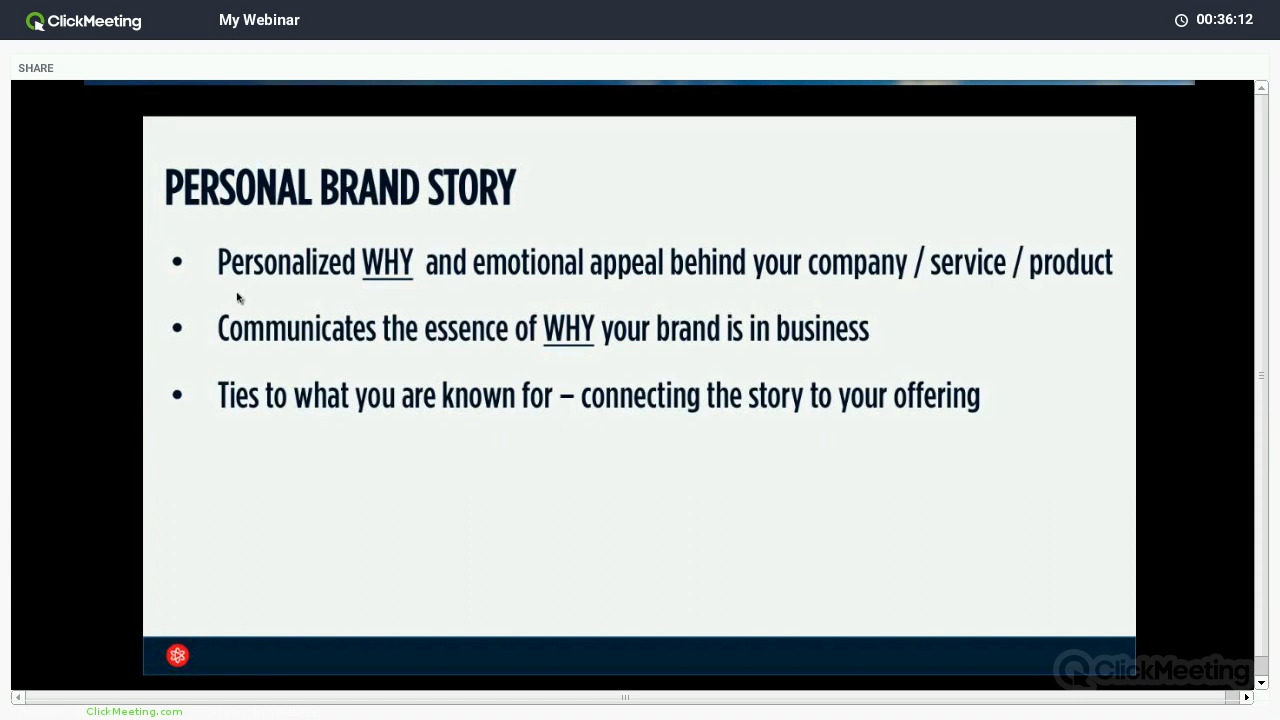 ClickMeeting
My Webinar
00:36:12
SHARE
PERSONAL BRAND STORY
• Personalized WHY and emotional appeal behind your company / service / product
• Communicates the essence of WHY your brand is in business
• Ties to what you are known for – connecting the story to your offering
ClickMeeting
ClickMeeting.com